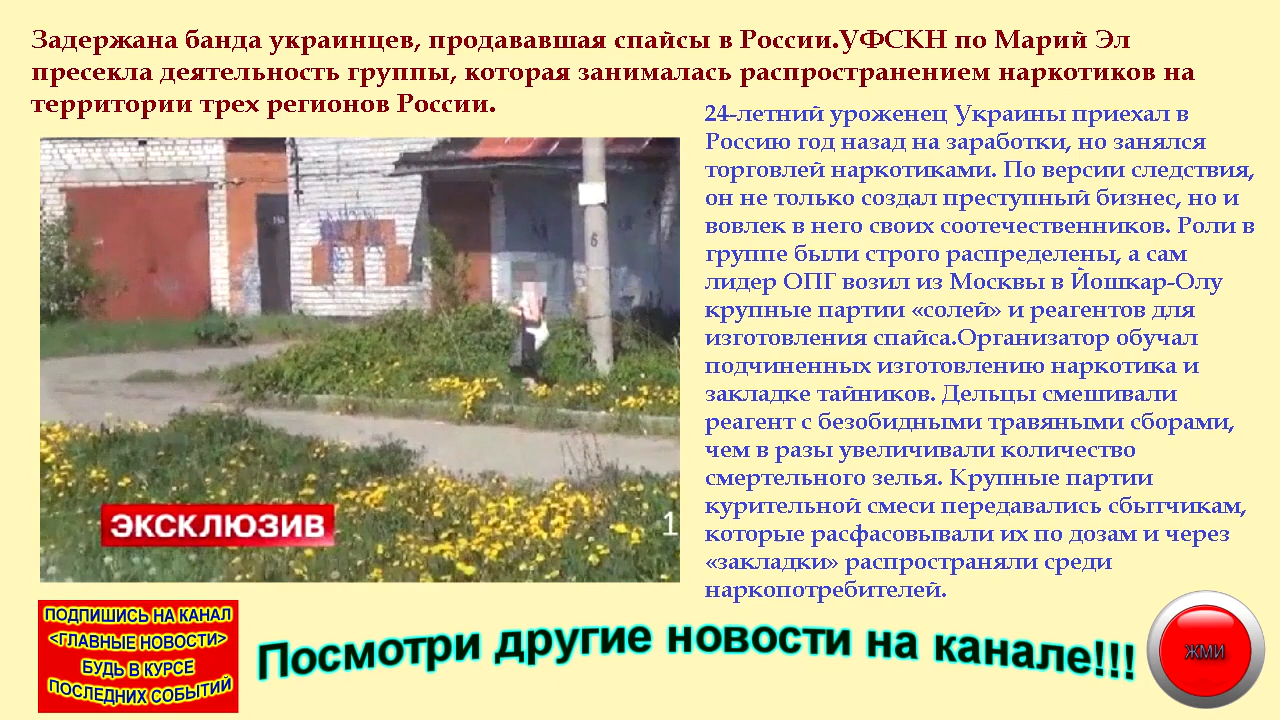 Задержана банда украинцев, продававшая спайсы в России.УФСКН по Марий Эл
пресекла деятельность группы, которая занималась распространением наркотиков на
территории трех регионов России.
24-летний уроженец Украины приехал в
Россию год назад на заработки, но занялся
торговлей наркотиками. По версии следствия,
он не только создал преступный бизнес, но и
вовлек в него своих соотечественников. Роли в
группе были строго распределены, а сам
лидер ОПГ возил из Москвы в Йошкар-Олу
крупные партии «солей» и реагентов для
изготовления спайса.Организатор обучал
подчиненных изготовлению наркотика и
закладке тайников. Дельцы смешивали
реагент с безобидными травяными сборами,
чем в разы увеличивали количество
смертельного зелья. Крупные партии
курительной смеси передавались сбытчикам,
которые расфасовывали их по дозам и через
«закладки» распространяли среди
наркопотребителей.
6
ЭКСКЛЮЗИВ
1
ПОДПИШИСЬ НА КАНАЛ
<ГЛАВНЫЕ НОВОСТИ>
БУДЬ В КУРСЕ
ПОСЛЕДНИХ СОБЫТИЙ
Посмотри другие новости на канале!!!
ЖМИ